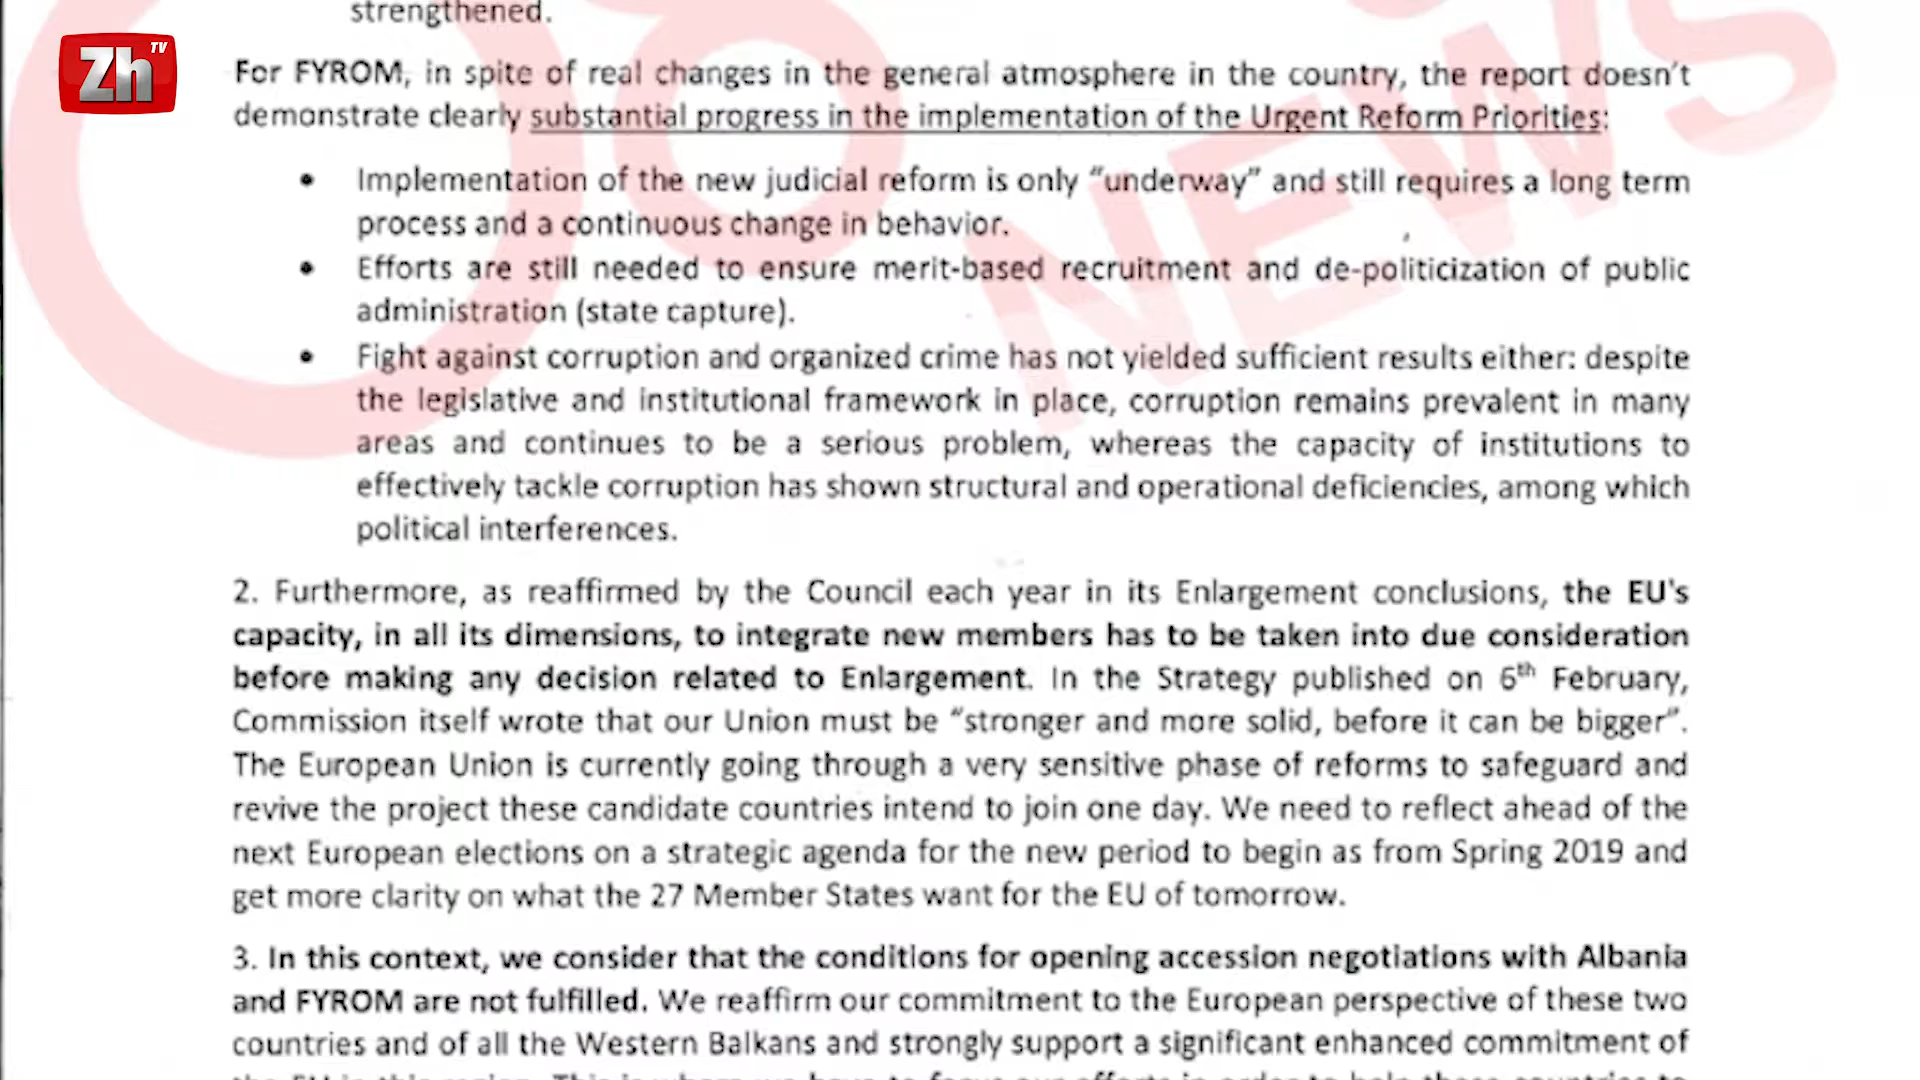 strengthened.
Zh TV
For FYROM, in spite of real changes in the general atmosphere in the country, the report doesn't
demonstrate clearly substantial progress in the implementation of the Urgent Reform Priorities:
• Implementation of the new judicial reform is only “underway” and still requires a long term
process and a continuous change in behavior.
• Efforts are still needed to ensure merit-based recruitment and de-politicization of public
administration (state capture).
• Fight against corruption and organized crime has not yielded sufficient results either: despite
the legislative and institutional framework in place, corruption remains prevalent in many
areas and continues to be a serious problem, whereas the capacity of institutions to
effectively tackle corruption has shown structural and operational deficiencies, among which
political interferences.
2. Furthermore, as reaffirmed by the Council each year in its Enlargement conclusions, the EU's
capacity, in all its dimensions, to integrate new members has to be taken into due consideration
before making any decision related to Enlargement. In the Strategy published on 6th February,
Commission itself wrote that our Union must be “stronger and more solid, before it can be bigger”.
The European Union is currently going through a very sensitive phase of reforms to safeguard and
revive the project these candidate countries intend to join one day. We need to reflect ahead of the
next European elections on a strategic agenda for the new period to begin as from Spring 2019 and
get more clarity on what the 27 Member States want for the EU of tomorrow.
3. In this context, we consider that the conditions for opening accession negotiations with Albania
and FYROM are not fulfilled. We reaffirm our commitment to the European perspective of these two
countries and of all the Western Balkans and strongly support a significant enhanced commitment of
NEWS